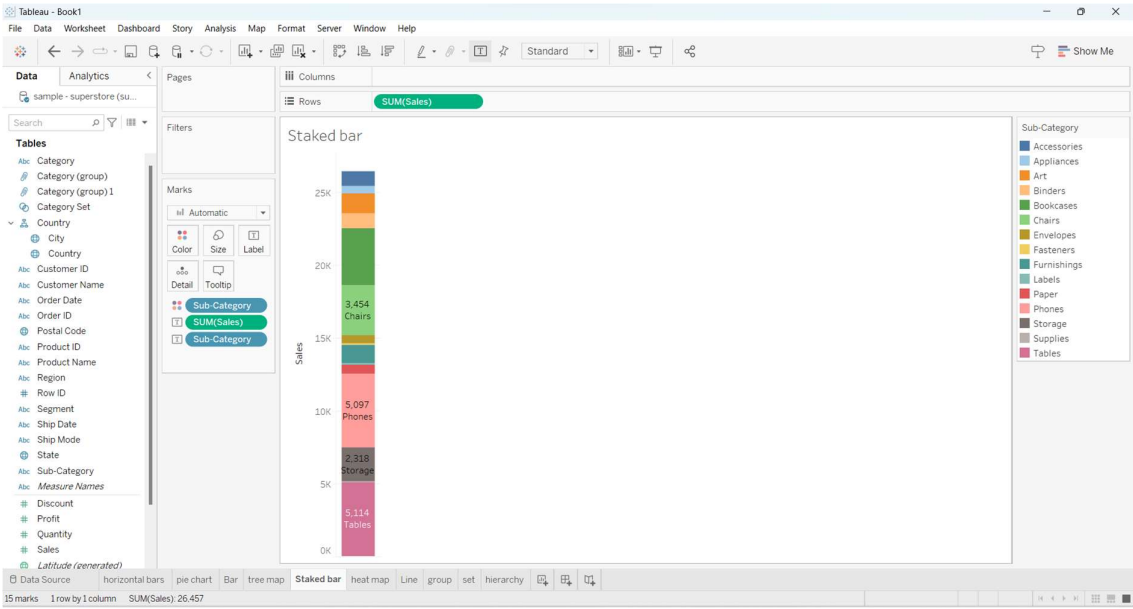 Tableau - Book1
File Data Worksheet Dashboard Story Analysis Map Format Server Window Help
Standard
Show Me
Data Analytics
sample - superstore (su...
Search
Tables
Abc Category
Category (group)
Category (group) 1
Category Set
Country
City
Country
Abc Customer ID
Abc Customer Name
Abc Order Date
Abc Order ID
Postal Code
Abc Product ID
Abc Product Name
Abc Region
# Row ID
Abc Segment
Abc Ship Date
Abc Ship Mode
State
Abc Sub-Category
Abc Measure Names
# Discount
# Profit
# Quantity
# Sales
Latitude (generated)
Pages
Filters
Marks
Automatic
Color Size Label
Detail Tooltip
Sub-Category
SUM(Sales)
Sub-Category
Columns
Rows SUM(Sales)
Staked bar
Sales
25K
20K
15K
10K
5K
0K
3,454
Chairs
5,097
Phones
2,318
Storage
5,114
Tables
Sub-Category
Accessories
Appliances
Art
Binders
Bookcases
Chairs
Envelopes
Fasteners
Furnishings
Labels
Paper
Phones
Storage
Supplies
Tables
Data Source horizontal bars pie chart Bar tree map Staked bar heat map Line group set hierarchy
15 marks 1 row by 1 column SUM(Sales): 26.457